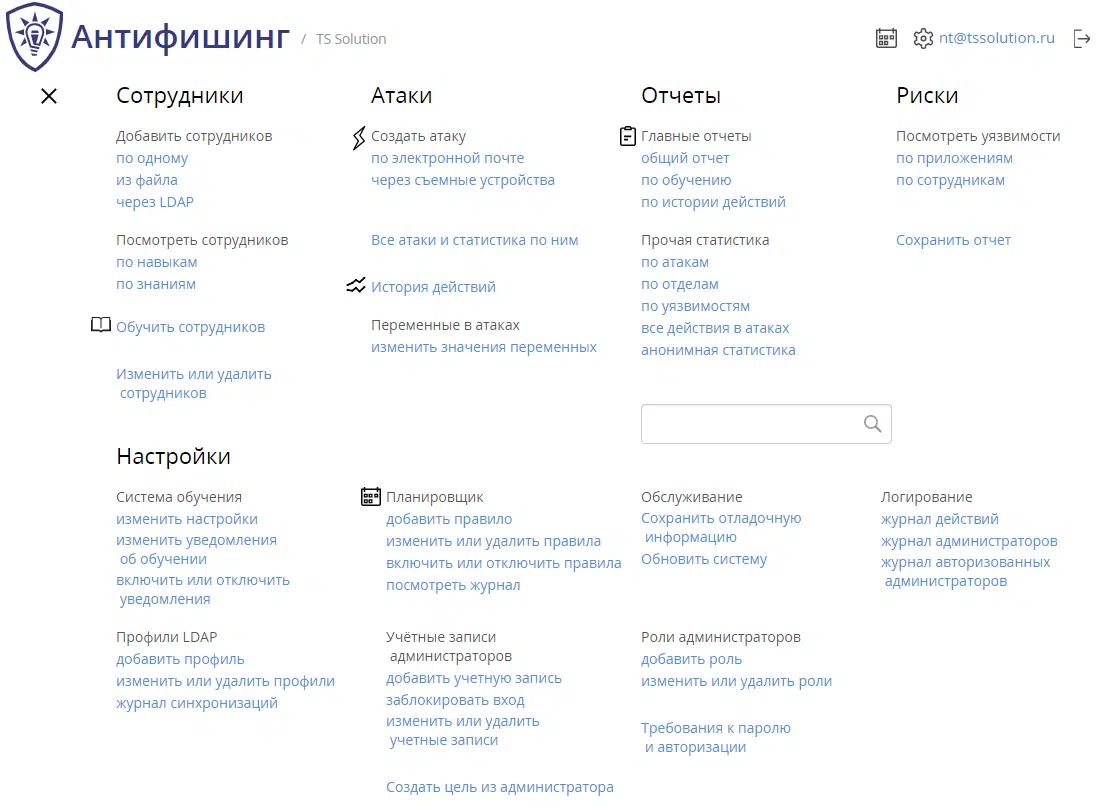 Антифишинг / TS Solution
nt@tssolution.ru
Сотрудники
Добавить сотрудников
по одному
из файла
через LDAP
Посмотреть сотрудников
по навыкам
по знаниям
Обучить сотрудников
Изменить или удалить
сотрудников
Атаки
Создать атаку
по электронной почте
через съемные устройства
Все атаки и статистика по ним
История действий
Переменные в атаках
изменить значения переменных
Отчеты
Главные отчеты
общий отчет
по обучению
по истории действий
Прочая статистика
по атакам
по отделам
по уязвимостям
все действия в атаках
анонимная статистика
Риски
Посмотреть уязвимости
по приложениям
по сотрудникам
Сохранить отчет
Настройки
Система обучения
изменить настройки
изменить уведомления
об обучении
включить или отключить
уведомления
Планировщик
добавить правило
изменить или удалить правила
включить или отключить правила
посмотреть журнал
Обслуживание
Сохранить отладочную
информацию
Обновить систему
Логирование
журнал действий
журнал администраторов
журнал авторизованных
администраторов
Профили LDAP
добавить профиль
изменить или удалить профили
журнал синхронизаций
Учётные записи
администраторов
добавить учетную запись
заблокировать вход
изменить или удалить
учетные записи
Создать цель из администратора
Роли администраторов
добавить роль
изменить или удалить роли
Требования к паролю
и авторизации